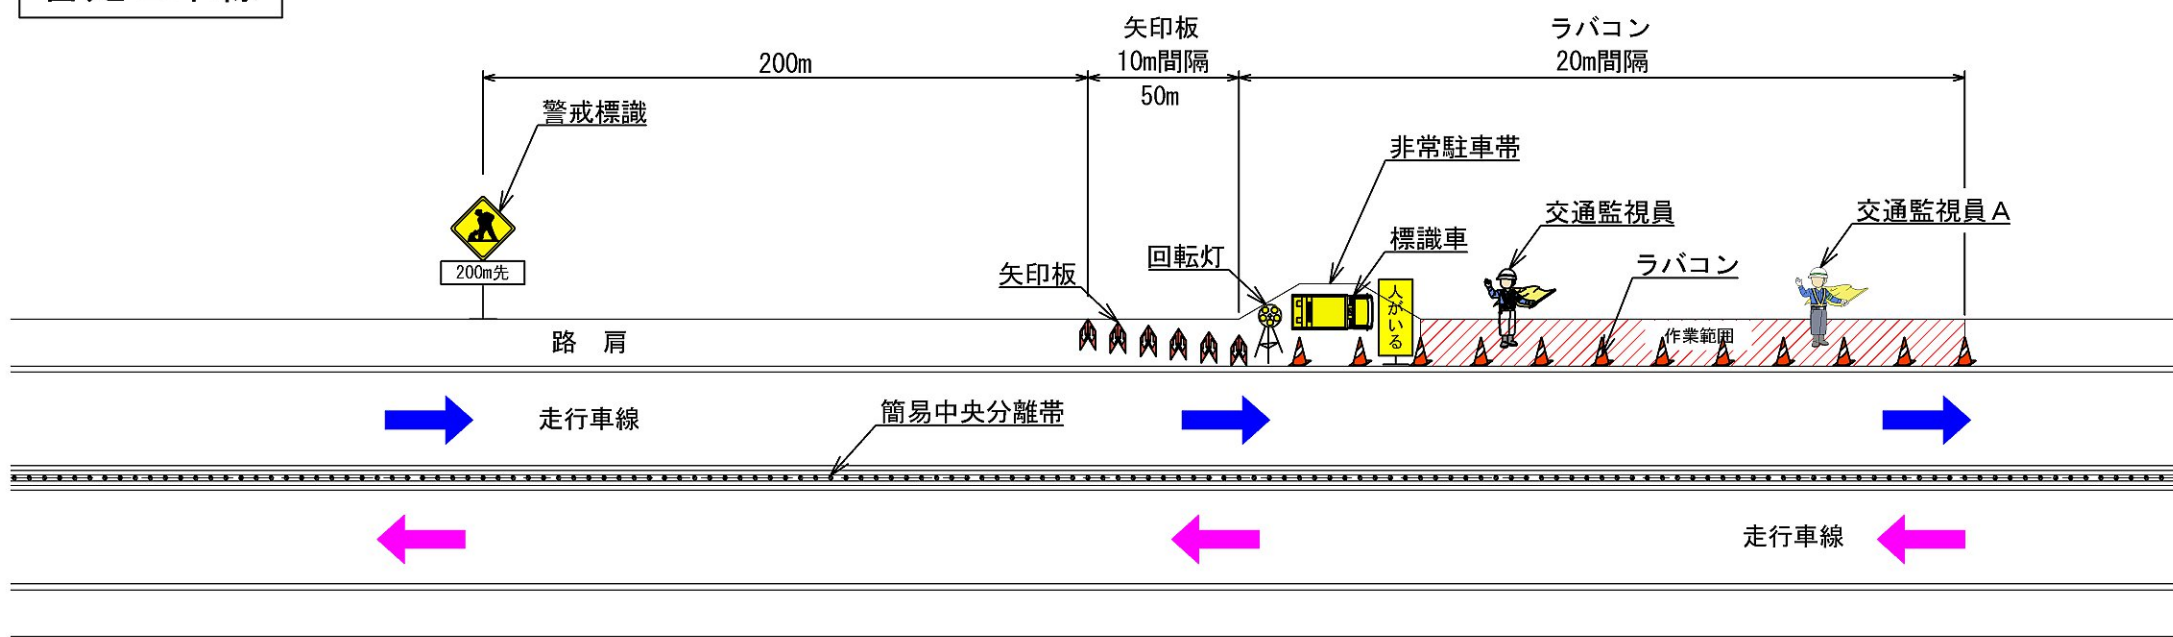 矢印板
10m間隔
50m
ラバコン
20m間隔
200m
警戒標識
非常駐車帯
交通監視員
交通監視員A
標識車
回転灯
ラバコン
矢印板
200m先
人がいる
路 肩
作業範囲
走行車線
簡易中央分離帯
走行車線